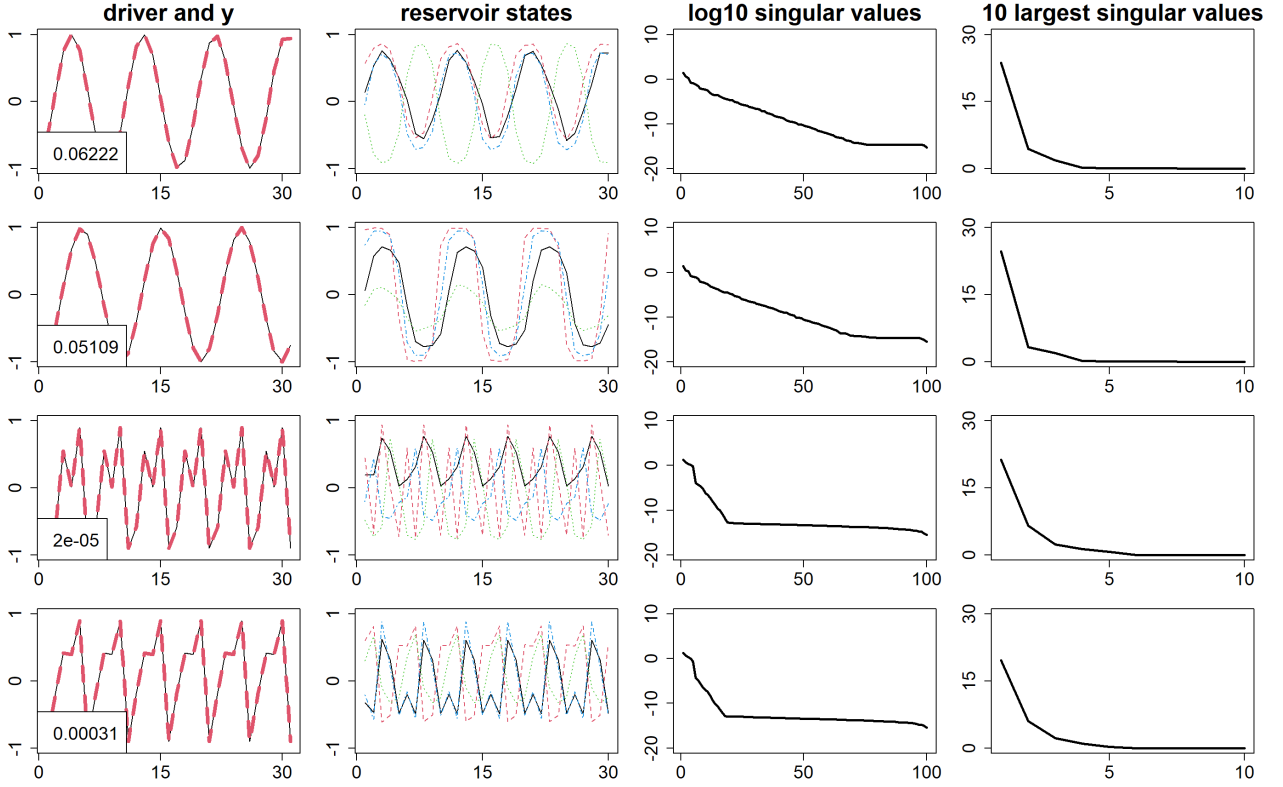 driver and y reservoir states log10 singular values 10 largest singular values
1 0 -1 0.06222 0 15 30
1 0 -1 0 15 30
10 0 -10 -20 0 50 100
30 15 0 5 10
1 0 -1 0.05109 0 15 30
1 0 -1 0 15 30
10 0 -10 -20 0 50 100
30 15 0 5 10
1 0 -1 2e-05 0 15 30
1 0 -1 0 15 30
10 0 -10 -20 0 50 100
30 15 0 5 10
1 0 -1 0.00031 0 15 30
1 0 -1 0 15 30
10 0 -10 -20 0 50 100
30 15 0 5 10